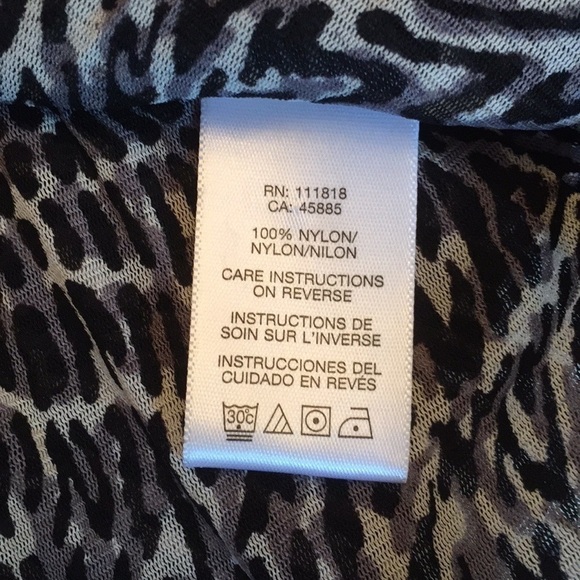 RN: 111818
CA: 45885
100% NYLON/
NYLON/NILON
CARE INSTRUCTIONS
ON REVERSE
INSTRUCTIONS DE
SOIN SUR L'INVERSE
INSTRUCCIONES DEL
CUIDADO EN REVÉS
30°C